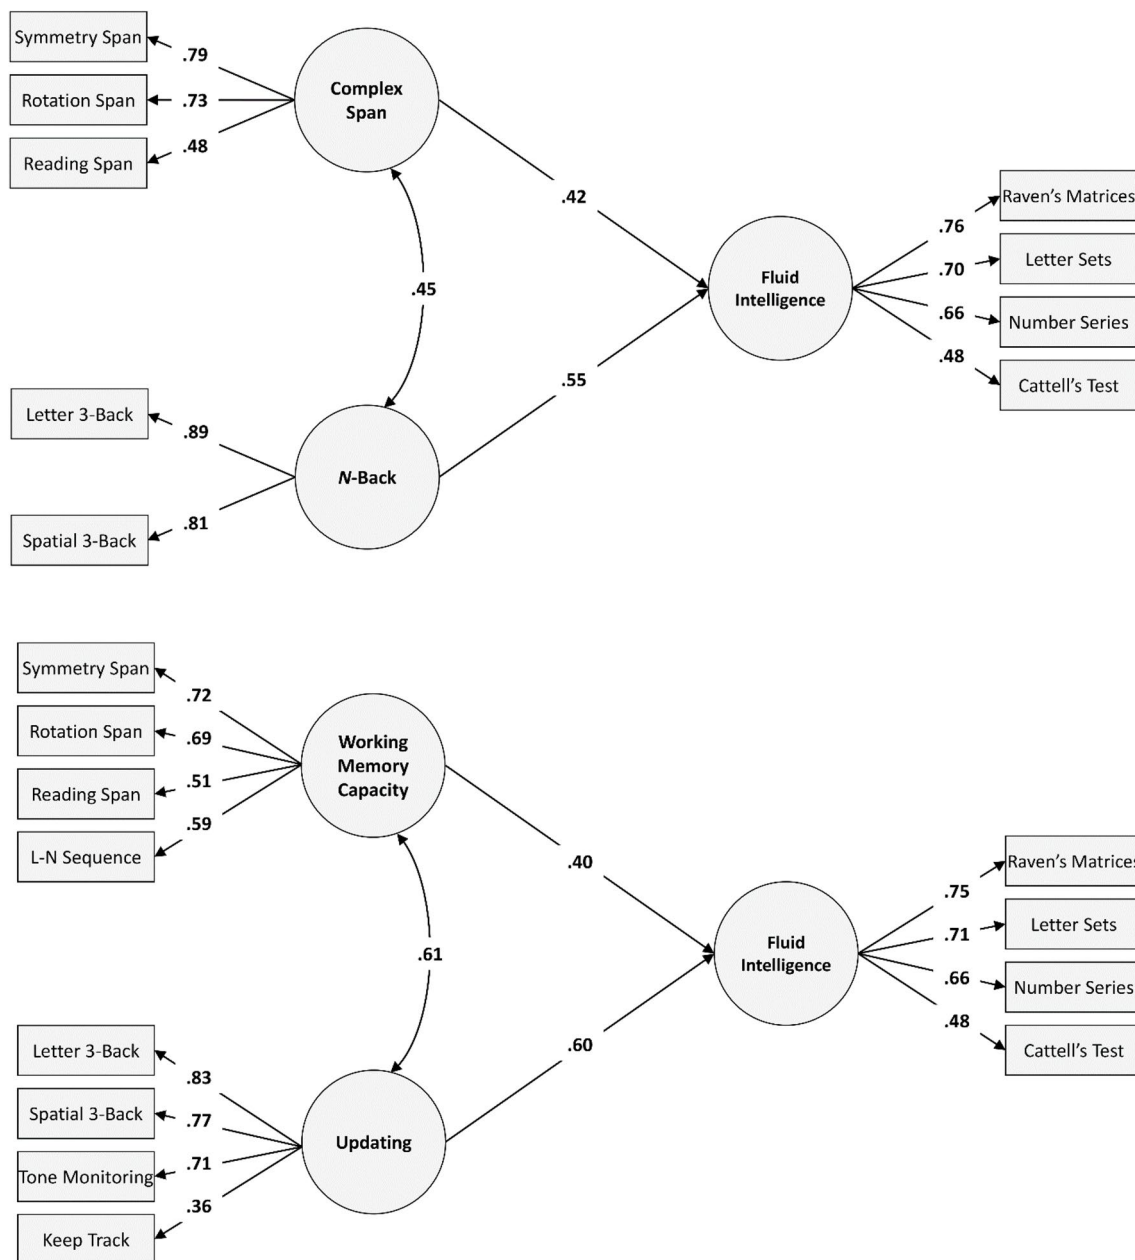 Symmetry Span
.79
Rotation Span
.73
Reading Span
.48
Complex
Span
.42
.45
Letter 3-Back
.89
Spatial 3-Back
.81
N-Back
.55
Fluid
Intelligence
Raven's Matrices
.76
Letter Sets
.70
Number Series
.66
Cattell's Test
.48
Symmetry Span
.72
Rotation Span
.69
Reading Span
.51
L-N Sequence
.59
Working
Memory
Capacity
.40
.61
Letter 3-Back
.83
Spatial 3-Back
.77
Tone Monitoring
.71
Keep Track
.36
Updating
.60
Fluid
Intelligence
Raven's Matrices
.75
Letter Sets
.71
Number Series
.66
Cattell's Test
.48